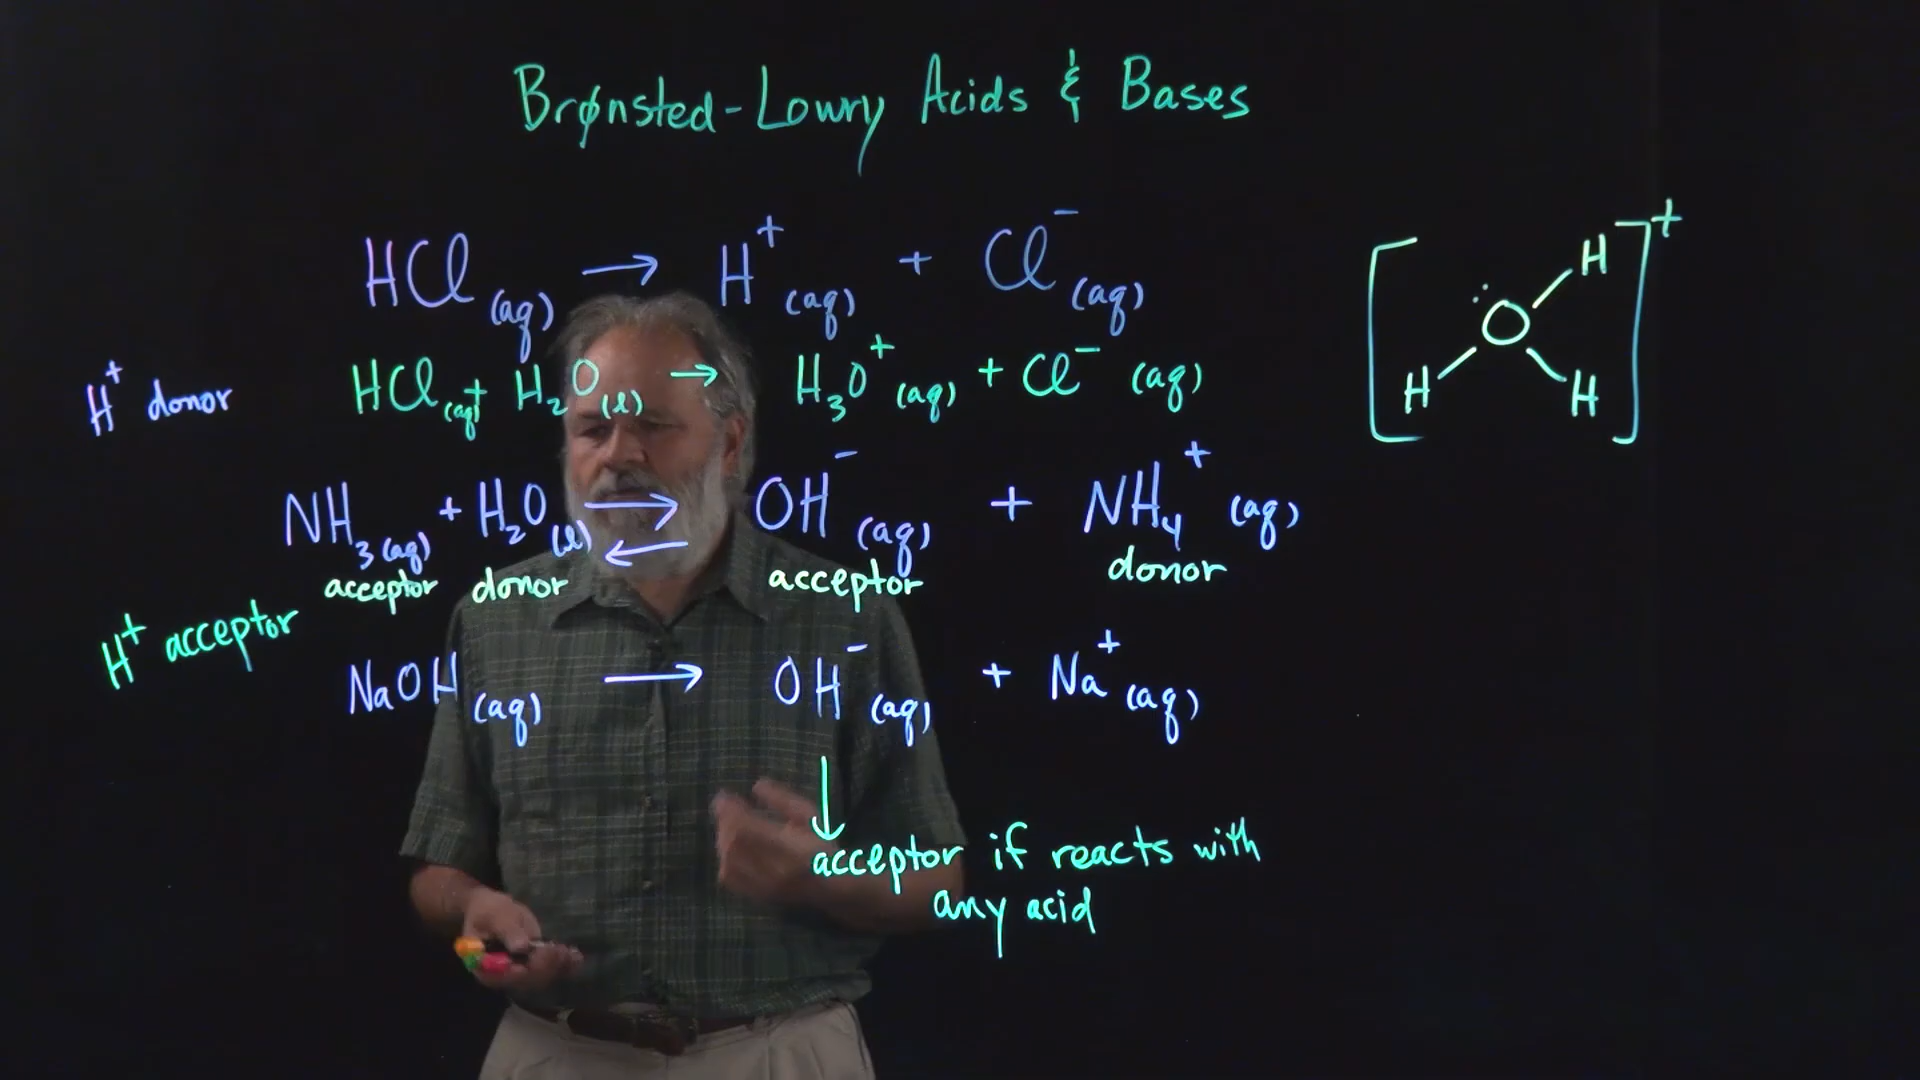 Brønsted-Lowry Acids & Bases
HCl (aq) → H⁺ (aq) + Cl⁻ (aq)
H⁺ donor
HCl (aq) + H₂O (l) → H₃O⁺ (aq) + Cl⁻ (aq)
[H O H H]⁺
NH₃ (aq) + H₂O (l) ⇄ OH⁻ (aq) + NH₄⁺ (aq)
acceptor donor acceptor donor
H⁺ acceptor
NaOH (aq) → OH⁻ (aq) + Na⁺ (aq)
↓
acceptor if reacts with
any acid